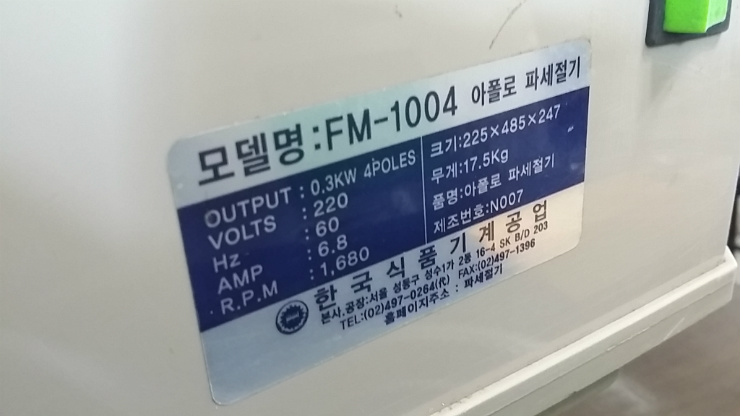 모델명:FM-1004 아폴로 파세절기
OUTPUT : 0.3KW 4POLES
VOLTS : 220
Hz : 60
AMP : 6.8
R.P.M : 1,680
크기:225×485×247
무게:17.5Kg
품명:아폴로 파세절기
제조번호:N007
한국식품기계공업
본사,공장:서울 성동구 성수1가 2동 16-4 SK B/D 203
TEL:(02)497-0264(代) FAX:(02)497-1396
홈페이지주소 : 파세절기